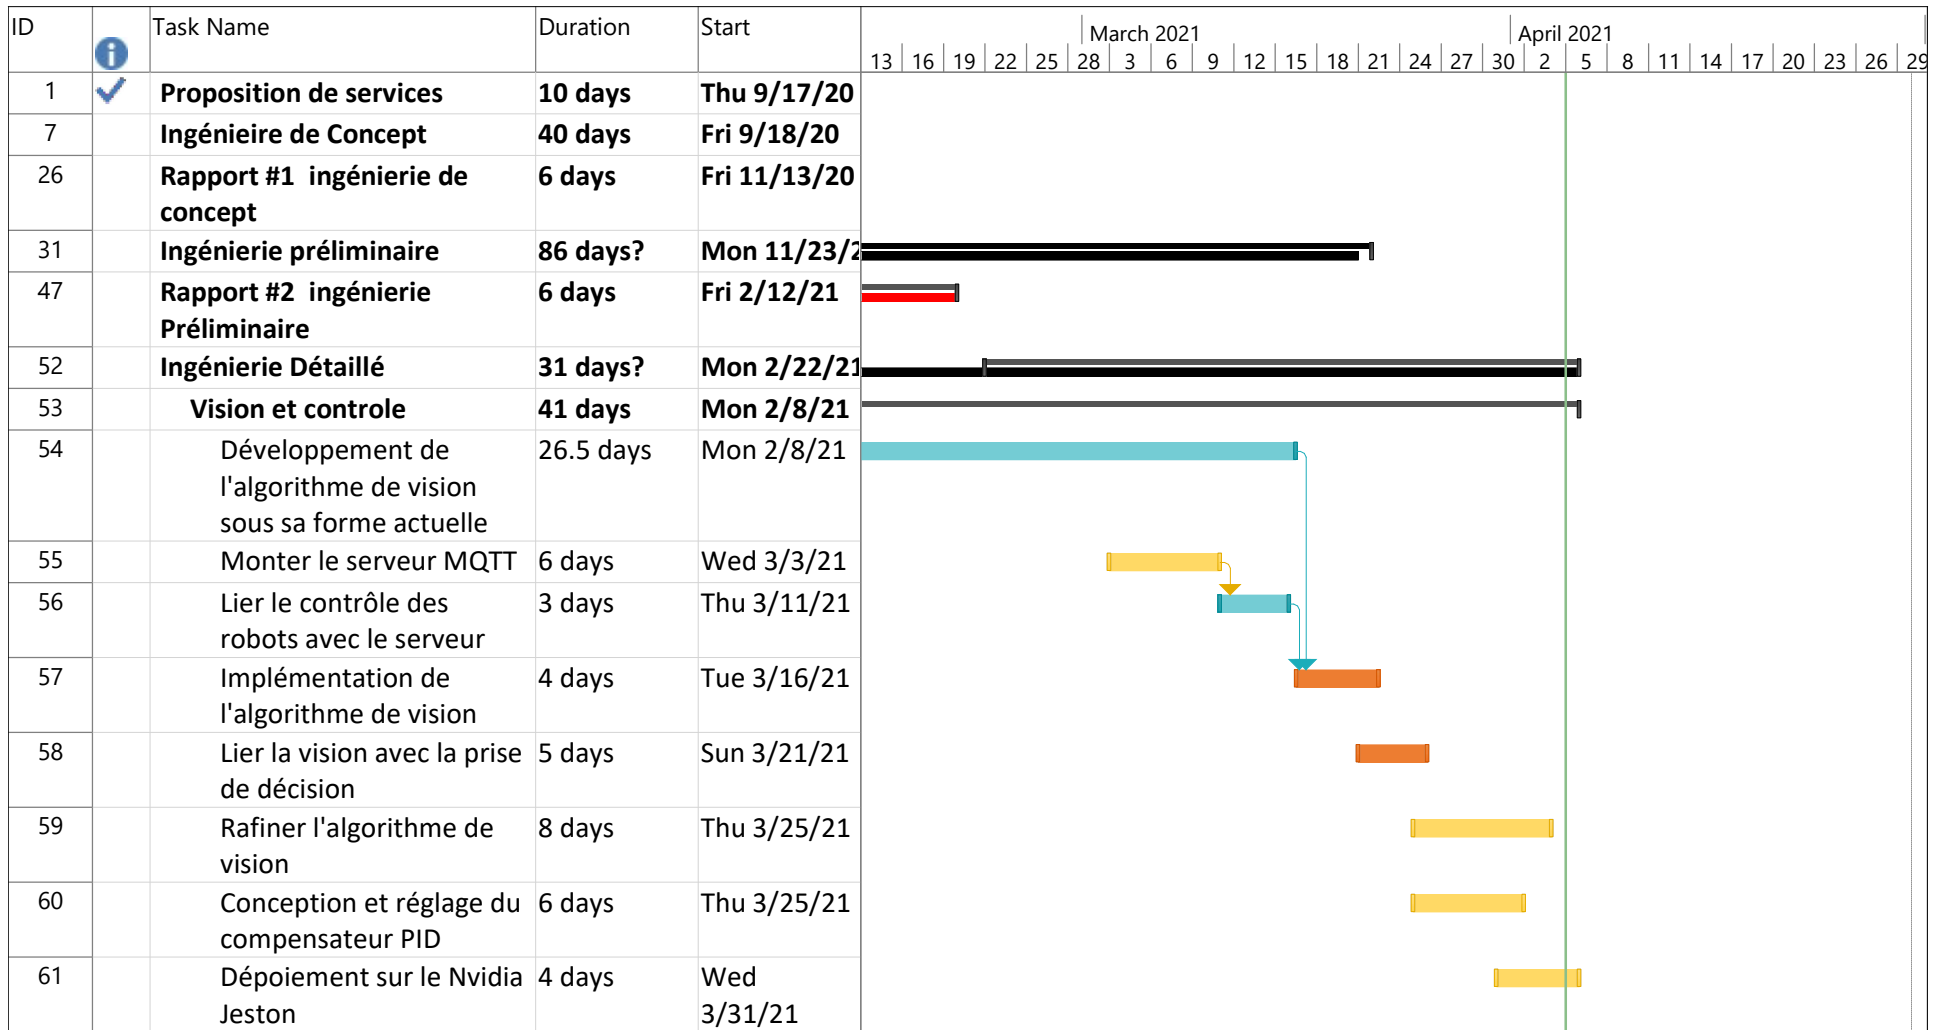 ID Task Name Duration Start March 2021 April 2021
13 16 19 22 25 28 3 6 9 12 15 18 21 24 27 30 2 5 8 11 14 17 20 23 26 29
1 Proposition de services 10 days Thu 9/17/20
7 Ingénieire de Concept 40 days Fri 9/18/20
26 Rapport #1 ingénierie de 6 days Fri 11/13/20
concept
31 Ingénierie préliminaire 86 days? Mon 11/23/2
47 Rapport #2 ingénierie 6 days Fri 2/12/21
Préliminaire
52 Ingénierie Détaillé 31 days? Mon 2/22/21
53 Vision et controle 41 days Mon 2/8/21
54 Développement de 26.5 days Mon 2/8/21
l'algorithme de vision
sous sa forme actuelle
55 Monter le serveur MQTT 6 days Wed 3/3/21
56 Lier le contrôle des 3 days Thu 3/11/21
robots avec le serveur
57 Implémentation de 4 days Tue 3/16/21
l'algorithme de vision
58 Lier la vision avec la prise 5 days Sun 3/21/21
de décision
59 Rafiner l'algorithme de 8 days Thu 3/25/21
vision
60 Conception et réglage du 6 days Thu 3/25/21
compensateur PID
61 Dépoiement sur le Nvidia 4 days Wed
Jeston 3/31/21